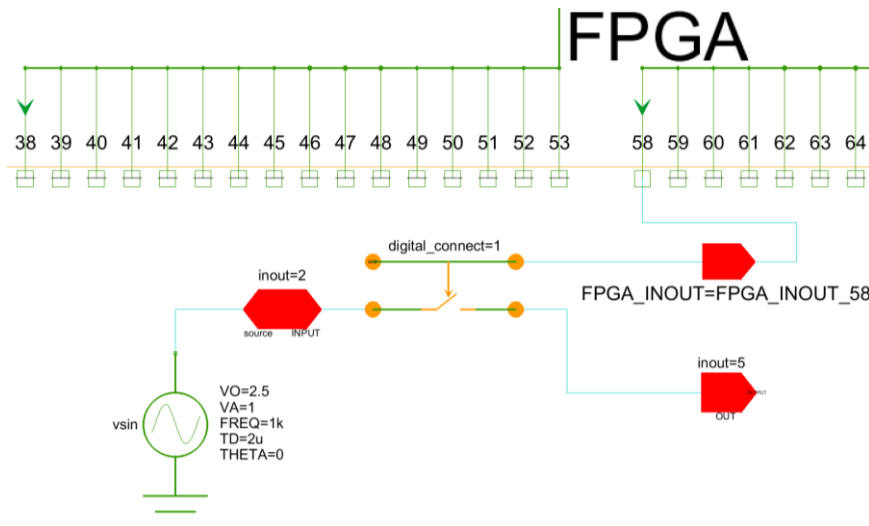 FPGA
38 39 40 41 42 43 44 45 46 47 48 49 50 51 52 53 58 59 60 61 62 63 64
digital_connect=1
inout=2
source INPUT
FPGA_INOUT=FPGA_INOUT_58
inout=5
OUT
vsin
VO=2.5
VA=1
FREQ=1k
TD=2u
THETA=0